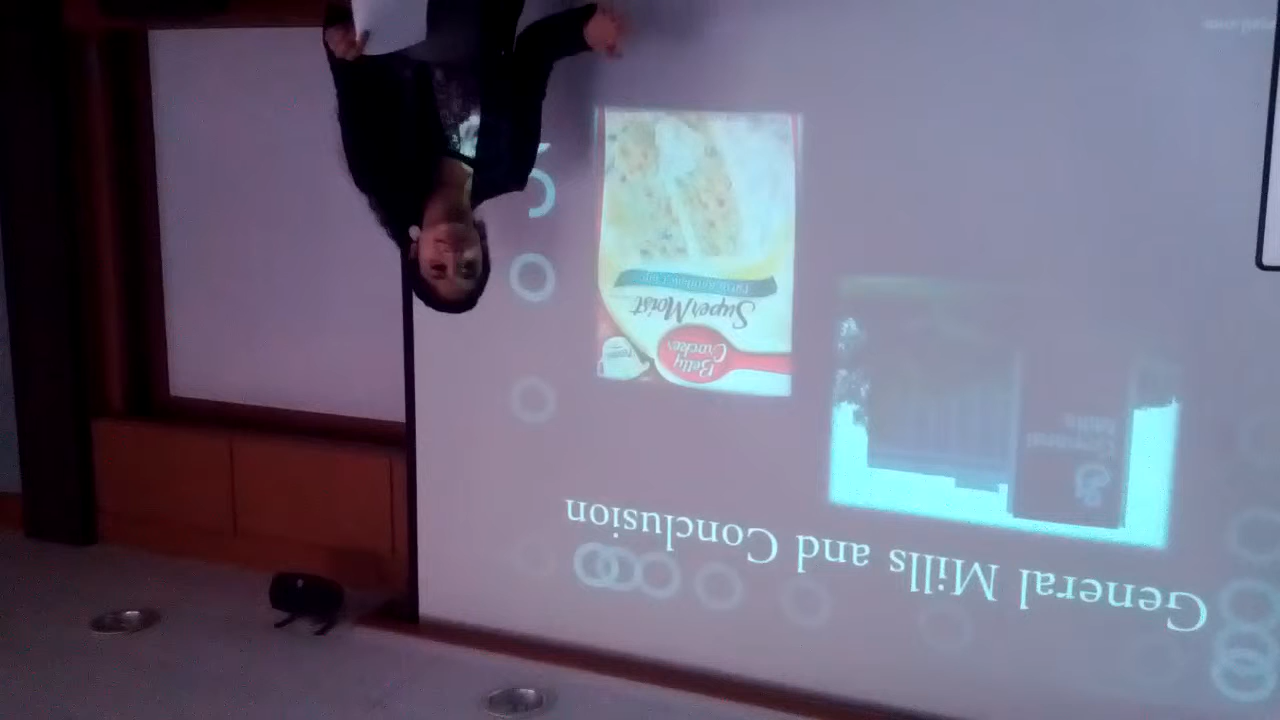 General Mills and Conclusion
General
Mills
Betty
Crocker
SuperMoist